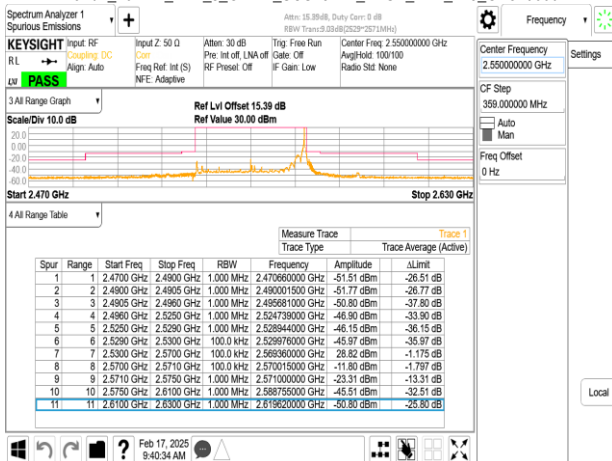 Spectrum Analyzer 1
Spurious Emissions
Attn: 15.39dB, Duty Corr: 0 dB
RBW Trans:9.03dB(2529~2571MHz)
Frequency
KEYSIGHT
RL
PASS
Input: RF
Coupling: DC
Align: Auto
Input Z: 50 Ω
Corr
Freq Ref: Int (S)
NFE: Adaptive
Atten: 30 dB
Pre: Int off, LNA off
RF Preset: Off
Trig: Free Run
Gate: Off
IF Gain: Low
Center Freq: 2.550000000 GHz
Avg|Hold: 100/100
Radio Std: None
Center Frequency
2.550000000 GHz
Settings
CF Step
359.000000 MHz
Auto
Man
Freq Offset
0 Hz
3 All Range Graph
Scale/Div 10.0 dB
Ref Lvl Offset 15.39 dB
Ref Value 30.00 dBm
20.0
0.00
-20.0
-40.0
-60.0
Start 2.470 GHz
Stop 2.630 GHz
4 All Range Table
Measure Trace Trace 1
Trace Type Trace Average (Active)
Spur Range Start Freq Stop Freq RBW Frequency Amplitude ΔLimit
1 1 2.4700 GHz 2.4900 GHz 1.000 MHz 2.470660000 GHz -51.51 dBm -26.51 dB
2 2 2.4900 GHz 2.4905 GHz 1.000 MHz 2.490001500 GHz -51.77 dBm -26.77 dB
3 3 2.4905 GHz 2.4960 GHz 1.000 MHz 2.495681000 GHz -50.80 dBm -37.80 dB
4 4 2.4960 GHz 2.5250 GHz 1.000 MHz 2.524739000 GHz -46.90 dBm -33.90 dB
5 5 2.5250 GHz 2.5290 GHz 1.000 MHz 2.528944000 GHz -46.15 dBm -36.15 dB
6 6 2.5290 GHz 2.5300 GHz 100.0 kHz 2.529976000 GHz -45.97 dBm -35.97 dB
7 7 2.5300 GHz 2.5700 GHz 100.0 kHz 2.569360000 GHz 28.82 dBm -1.175 dB
8 8 2.5700 GHz 2.5710 GHz 100.0 kHz 2.570015000 GHz -11.80 dBm -1.797 dB
9 9 2.5710 GHz 2.5750 GHz 1.000 MHz 2.571000000 GHz -23.31 dBm -13.31 dB
10 10 2.5750 GHz 2.6100 GHz 1.000 MHz 2.588755000 GHz -45.51 dBm -32.51 dB
11 11 2.6100 GHz 2.6300 GHz 1.000 MHz 2.619620000 GHz -50.80 dBm -25.80 dB
Local
Feb 17, 2025
9:40:34 AM